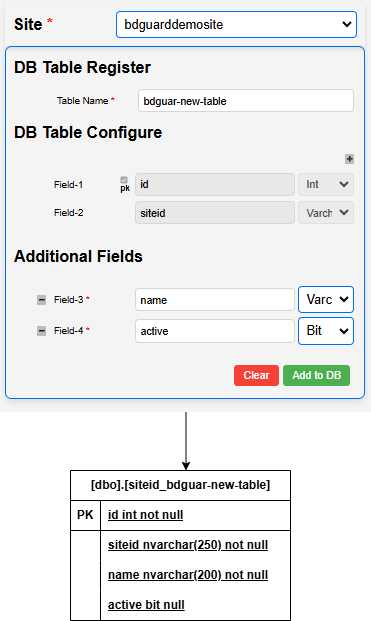 Site * bdguarddemosite
DB Table Register
Table Name * bdguar-new-table
DB Table Configure
+
Field-1 pk id Int
Field-2 siteid Varch
Additional Fields
Field-3 * name Varc
Field-4 * active Bit
Clear Add to DB
[dbo].[siteid_bdguar-new-table]
PK id int not null
siteid nvarchar(250) not null
name nvarchar(200) not null
active bit null